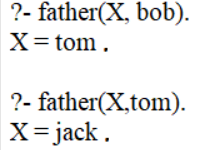 ?- father(X, bob).
X = tom .
?- father(X,tom).
X = jack .